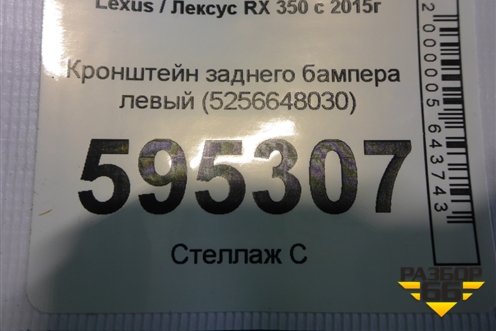 Lexus / Лексус RX 350 с 2015г
Кронштейн заднего бампера
левый (5256648030)
595307
Стеллаж С
2000005643743
РАЗБОР
66